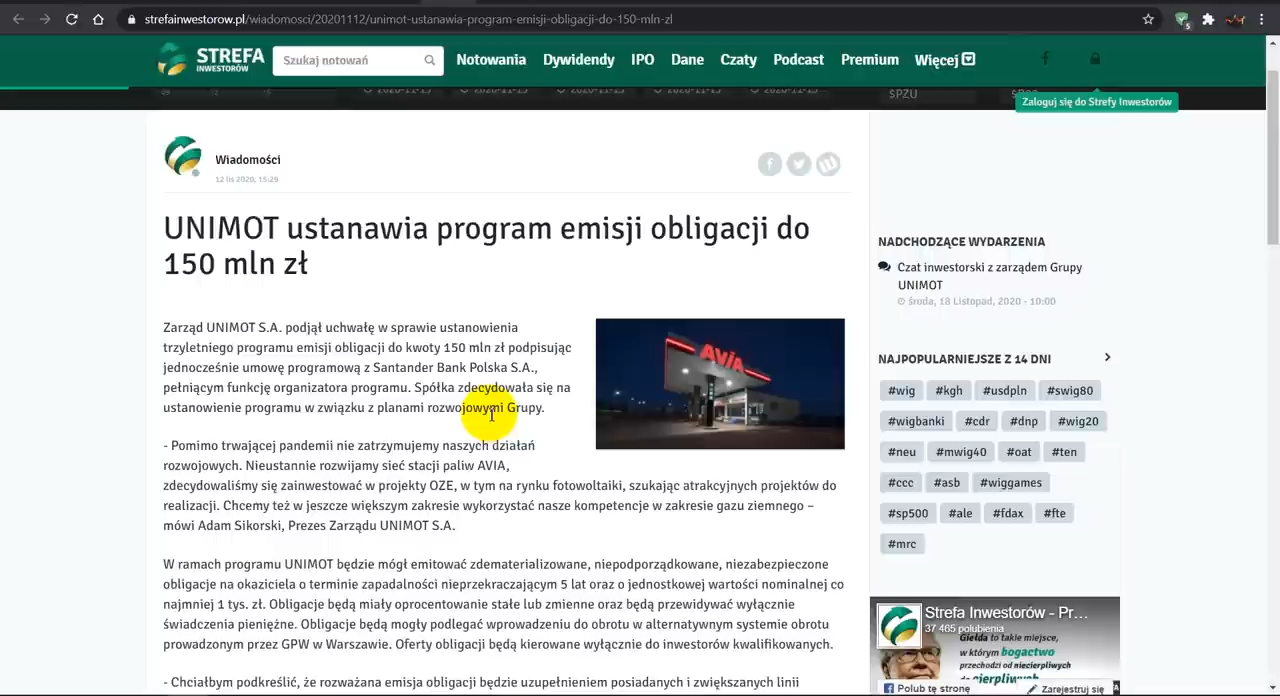 strefainwestorow.pl/wiadomosci/20201112/unimot-ustanawia-program-emisji-obligacji-do-150-mln-zl
5
STREFA
INWESTORÓW
Szukaj notowań
Notowania Dywidendy IPO Dane Czaty Podcast Premium Więcej
$PZU
Zaloguj się do Strefy Inwestorów
Wiadomości
12 lis 2020, 15:29
UNIMOT ustanawia program emisji obligacji do
150 mln zł
Zarząd UNIMOT S.A. podjął uchwałę w sprawie ustanowienia
trzyletniego programu emisji obligacji do kwoty 150 mln zł podpisując
jednocześnie umowę programową z Santander Bank Polska S.A.,
pełniącym funkcję organizatora programu. Spółka zdecydowała się na
ustanowienie programu w związku z planami rozwojowymi Grupy.
AVIA
- Pomimo trwającej pandemii nie zatrzymujemy naszych działań
rozwojowych. Nieustannie rozwijamy sieć stacji paliw AVIA,
zdecydowaliśmy się zainwestować w projekty OZE, w tym na rynku fotowoltaiki, szukając atrakcyjnych projektów do
realizacji. Chcemy też w jeszcze większym zakresie wykorzystać nasze kompetencje w zakresie gazu ziemnego –
mówi Adam Sikorski, Prezes Zarządu UNIMOT S.A.
W ramach programu UNIMOT będzie mógł emitować zdematerializowane, niepodporządkowane, niezabezpieczone
obligacje na okaziciela o terminie zapadalności nieprzekraczającym 5 lat oraz o jednostkowej wartości nominalnej co
najmniej 1 tys. zł. Obligacje będą miały oprocentowanie stałe lub zmienne oraz będą przewidywać wyłącznie
świadczenia pieniężne. Obligacje będą mogły podlegać wprowadzeniu do obrotu w alternatywnym systemie obrotu
prowadzonym przez GPW w Warszawie. Oferty obligacji będą kierowane wyłącznie do inwestorów kwalifikowanych.
- Chciałbym podkreślić, że rozważana emisja obligacji będzie uzupełnieniem posiadanych i zwiększanych linii
NADCHODZĄCE WYDARZENIA
Czat inwestorski z zarządem Grupy
UNIMOT
środa, 18 Listopad, 2020 - 10:00
NAJPOPULARNIEJSZE Z 14 DNI
#wig #kgh #usdpln #swig80
#wigbanki #cdr #dnp #wig20
#neu #mwig40 #oat #ten
#ccc #asb #wiggames
#sp500 #ale #fdax #fte
#mrc
Strefa Inwestorów - Pr...
37 465 polubienia
Giełda to takie miejsce,
w którym bogactwo
przechodzi od niecierpliwych
cierpliwych
Polub tę stronę
Zarejestruj się